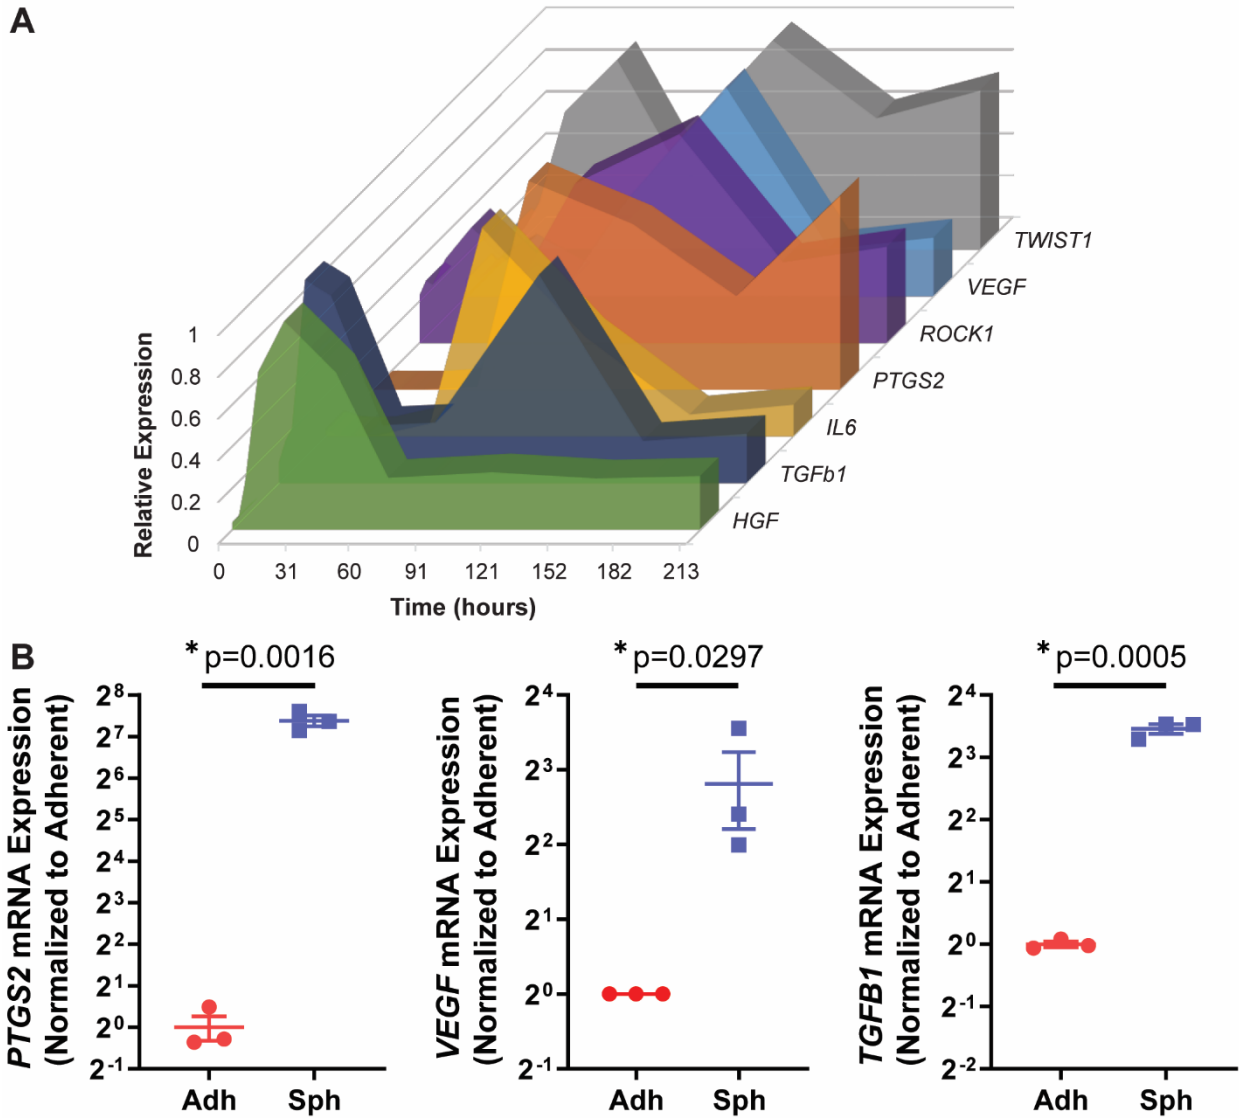 A
1
0.8
0.6
0.4
0.2
0
Relative Expression
0 31 60 91 121 152 182 213
Time (hours)
TWIST1
VEGF
ROCK1
PTGS2
IL6
TGFb1
HGF
B
* p=0.0016
PTGS2 mRNA Expression
(Normalized to Adherent)
2⁸
2⁷
2⁶
2⁵
2⁴
2³
2²
2¹
2⁰
2⁻¹
Adh Sph
* p=0.0297
VEGF mRNA Expression
(Normalized to Adherent)
2⁴
2³
2²
2¹
2⁰
2⁻¹
Adh Sph
* p=0.0005
TGFB1 mRNA Expression
(Normalized to Adherent)
2⁴
2³
2²
2¹
2⁰
2⁻¹
2⁻²
Adh Sph